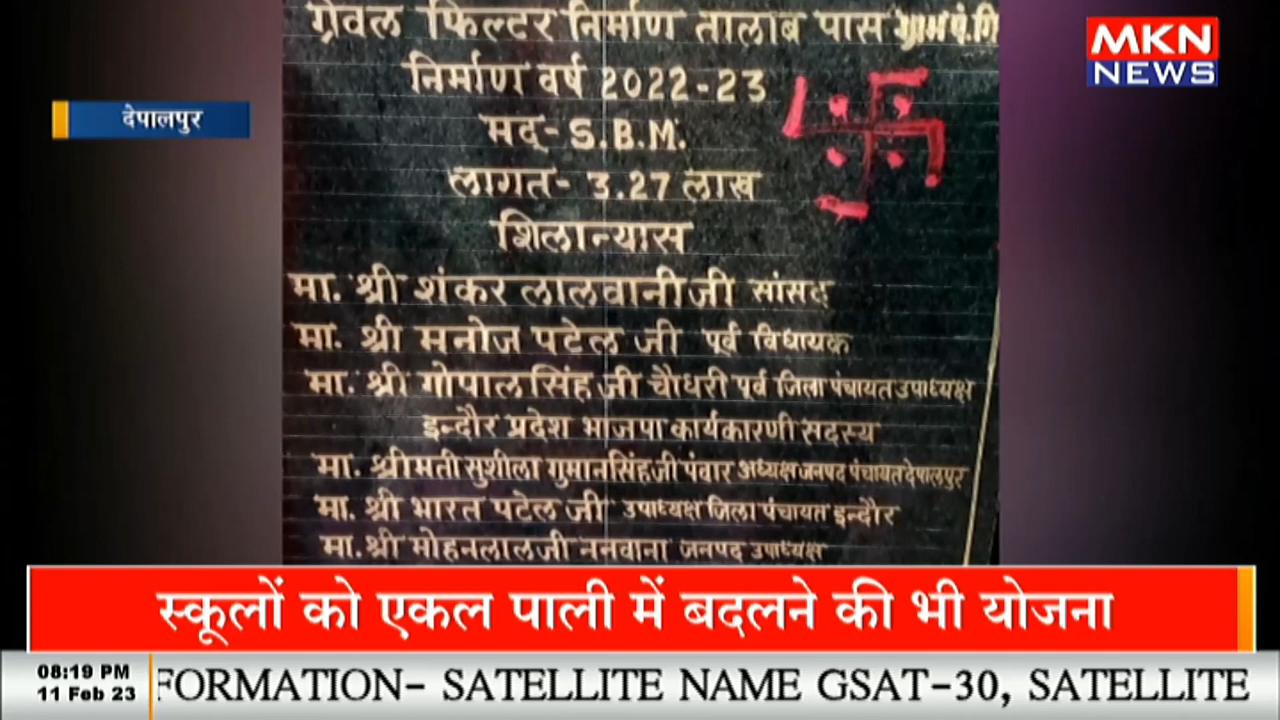 ग्रेवल फिल्टर निर्माण तालाब पास ग्राम पं. गि
MKN
NEWS
निर्माण वर्ष 2022-23
देपालपुर
मद्- S.B.M.
लागत- 3.27 लाख
शिलान्यास
मा. श्री शंकर लालवानी जी सांसद्
मा. श्री मनोज पटेल जी पूर्व विधायक
मा. श्री गोपाल सिंह जी चौधरी पूर्व जिला पंचायत उपाध्यक्ष
इन्दौर प्रदेश भाजपा कार्यकारणी सदस्य
मा. श्रीमती सुशीला गुमानसिंह जी पंवार अध्यक्ष जनपद पंचायत देपालपुर
मा. श्री भारत पटेल जी उपाध्यक्ष जिला पंचायत इन्दौर
मा. श्री मोहनलाल जी ननवाना जनपद उपाध्यक्ष
स्कूलों को एकल पाली में बदलने की भी योजना
08:19 PM
11 Feb 23
FORMATION- SATELLITE NAME GSAT-30, SATELLITE